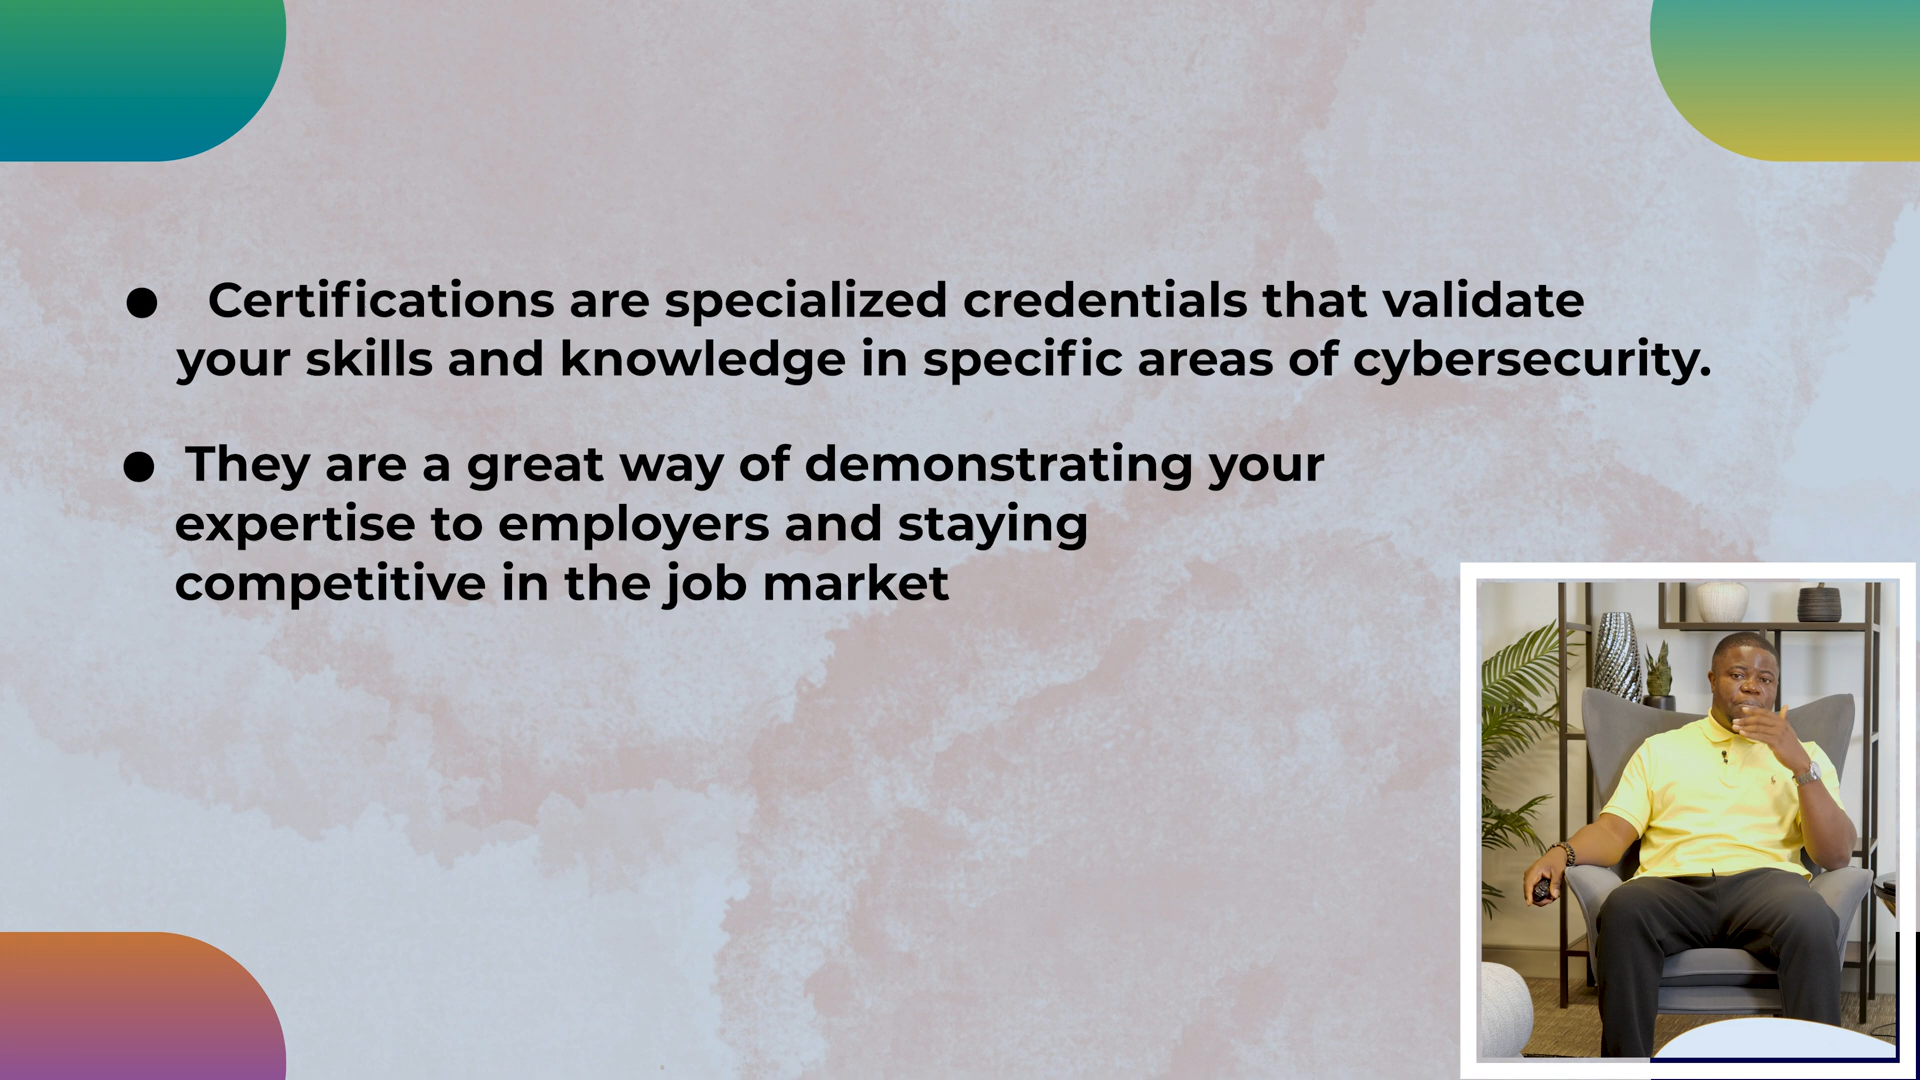 ● Certifications are specialized credentials that validate
your skills and knowledge in specific areas of cybersecurity.
● They are a great way of demonstrating your
expertise to employers and staying
competitive in the job market